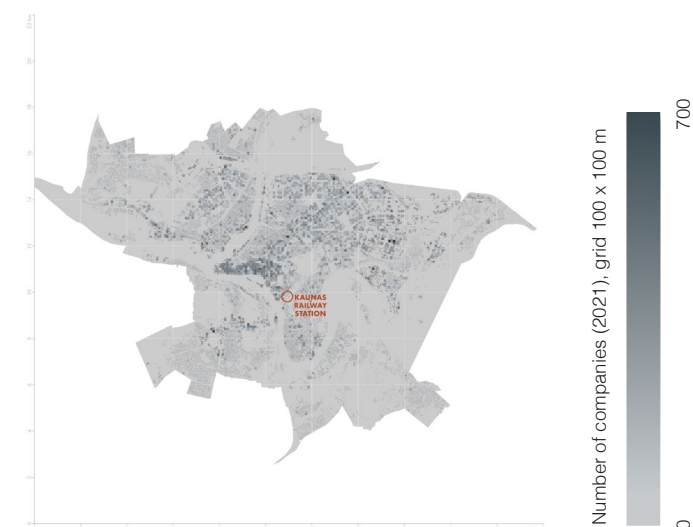 KAUNAS
RAILWAY
STATION
Number of companies (2021), grid 100 x 100 m
700
0